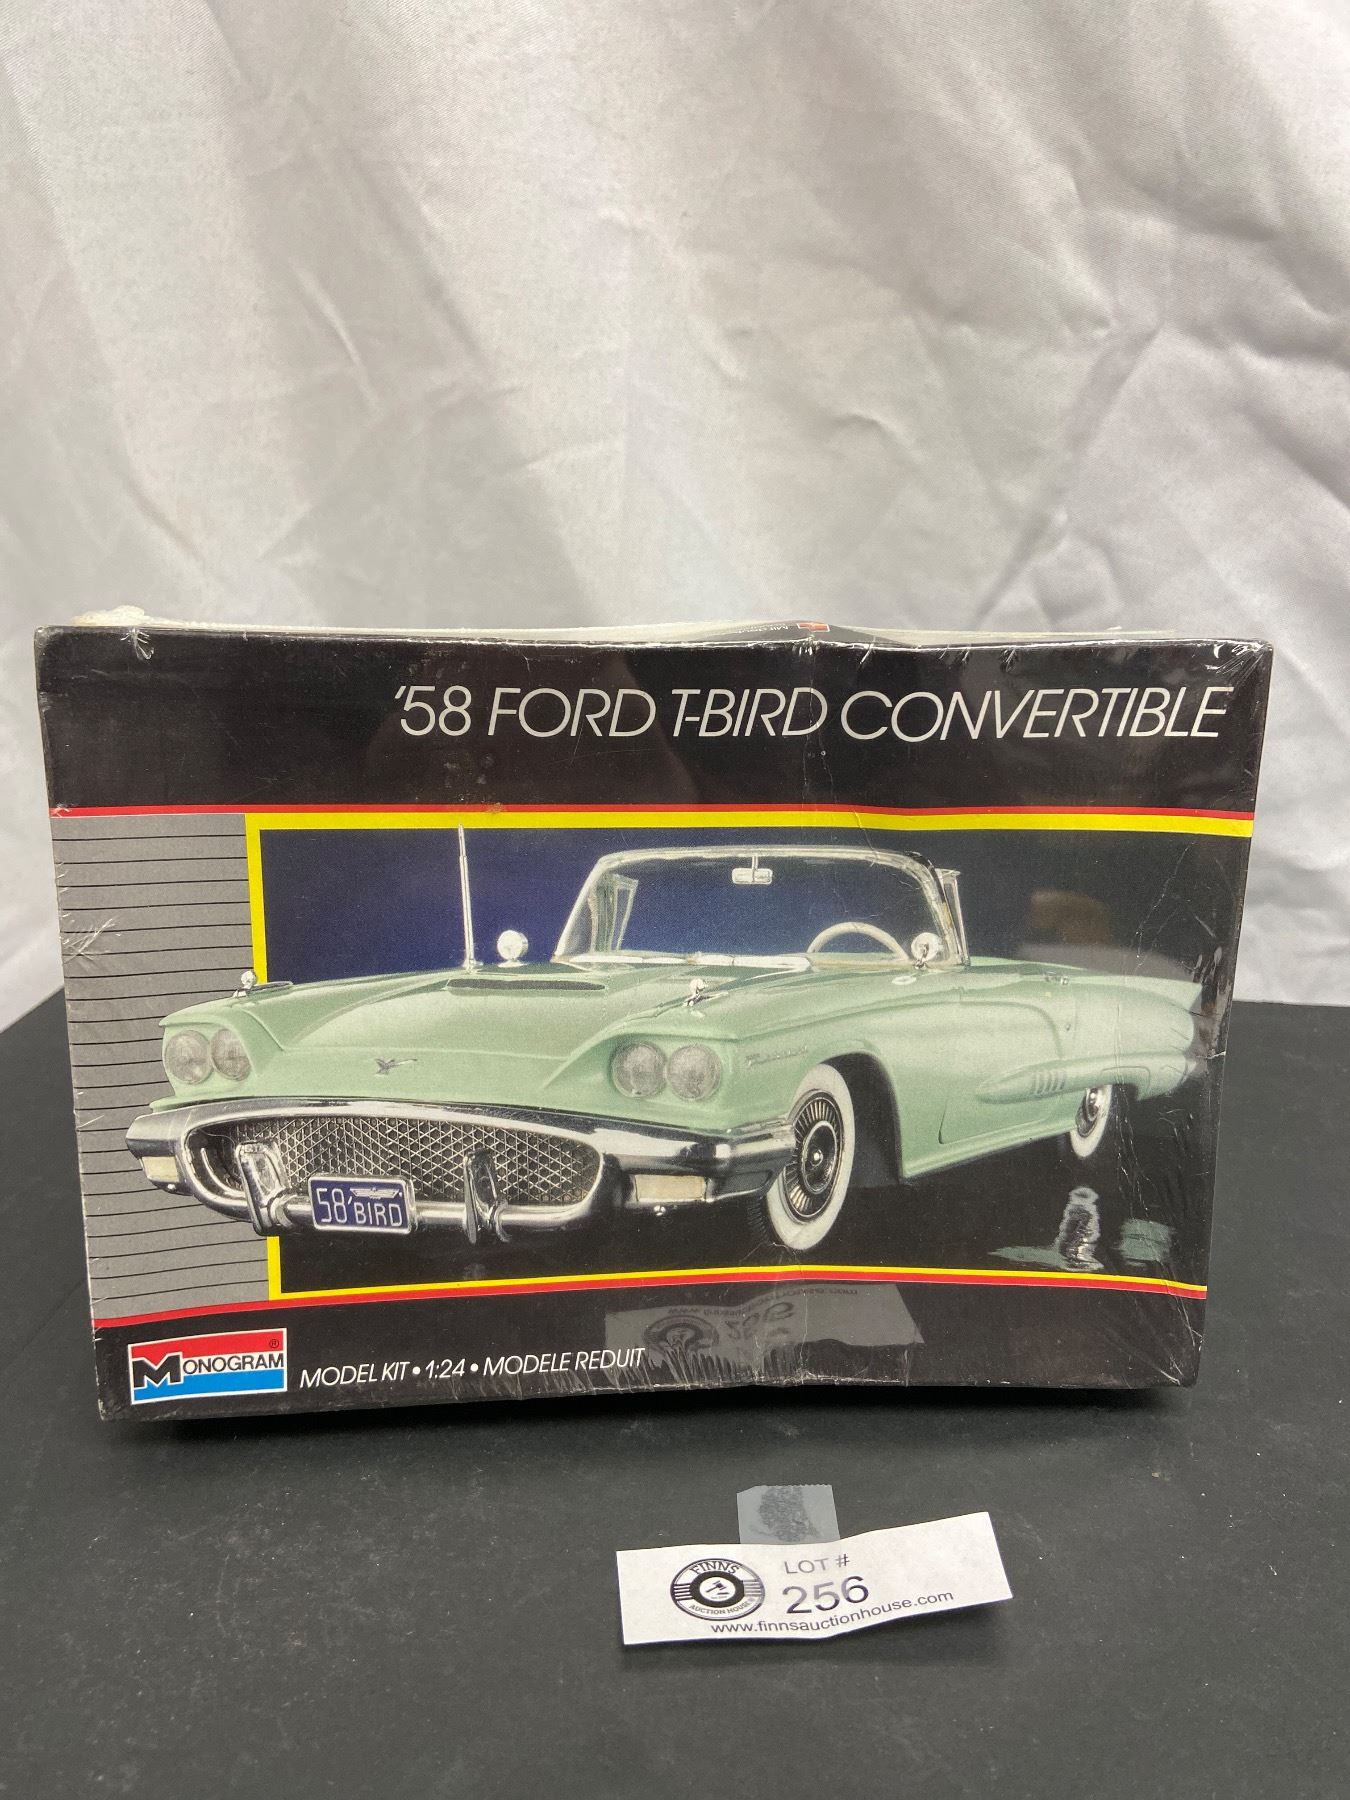 '58 FORD T-BIRD CONVERTIBLE
58'BIRD
MONOGRAM®
MODEL KIT • 1:24 • MODELE REDUIT
FINNS
AUCTION HOUSE
LOT #
256
www.finnsauctionhouse.com